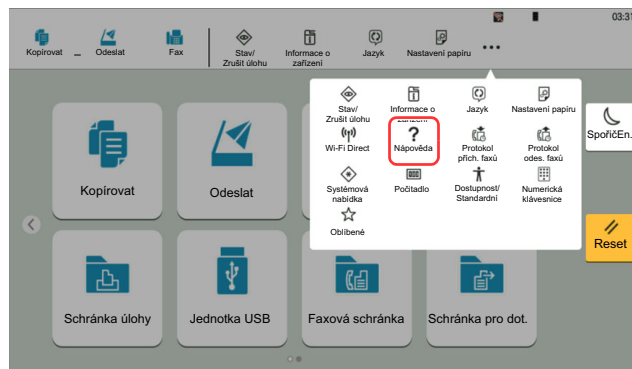 03:31
Kopírovat
Odeslat
Fax
Stav/
Zrušit úlohu
Informace o
zařízení
Jazyk
Nastavení papíru
Stav/
Zrušit úlohu
Informace o
zařízení
Jazyk
Nastavení papíru
Wi-Fi Direct
Nápověda
Protokol
přích. faxů
Protokol
odes. faxů
Systémová
nabídka
Počítadlo
Dostupnost/
Standardní
Numerická
klávesnice
Oblíbené
SpořičEn.
Reset
Kopírovat
Odeslat
Schránka úlohy
Jednotka USB
Faxová schránka
Schránka pro dot.